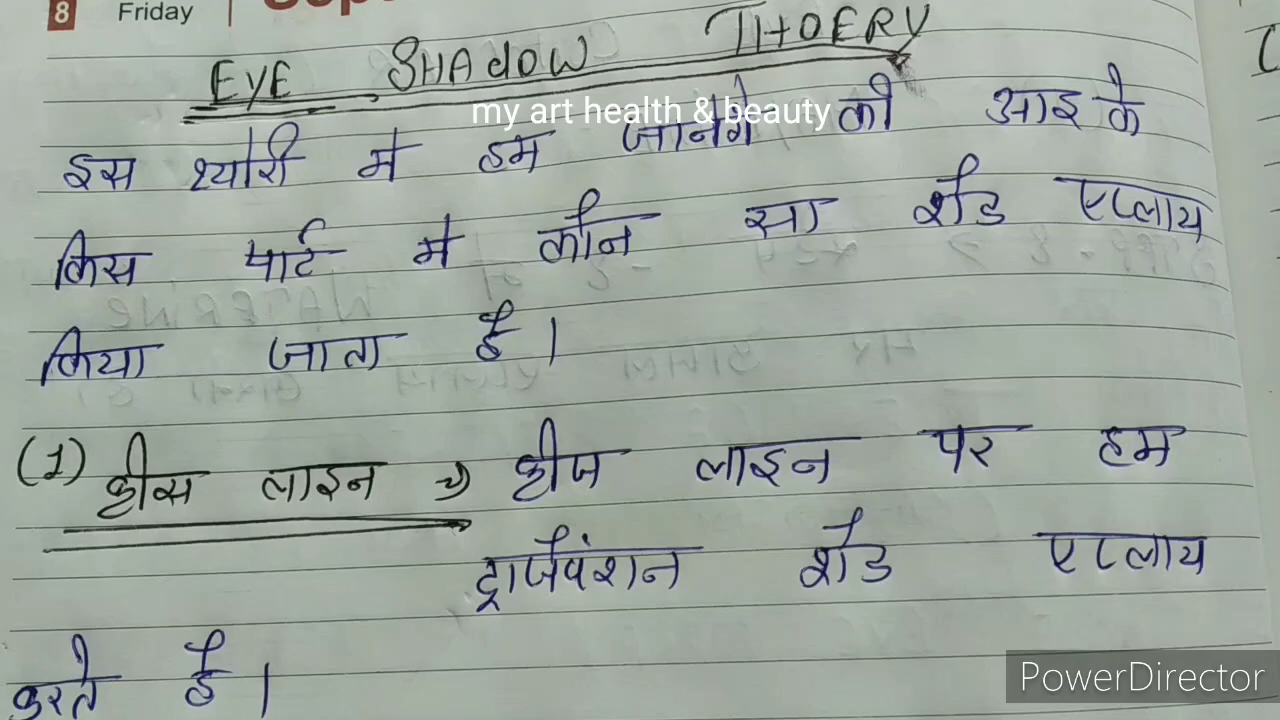 8 Friday
EYE SHADOW THOERY
my art health & beauty
इस थ्योरी मे हम जानेगे की आइ के
किस पार्ट मे कौन सा शैड एप्लाय
किया जाता है।
(1) क्रीस लाइन → क्रीज लाइन पर हम
ट्रांजेक्शन शैड एप्लाय
करते है।
PowerDirector